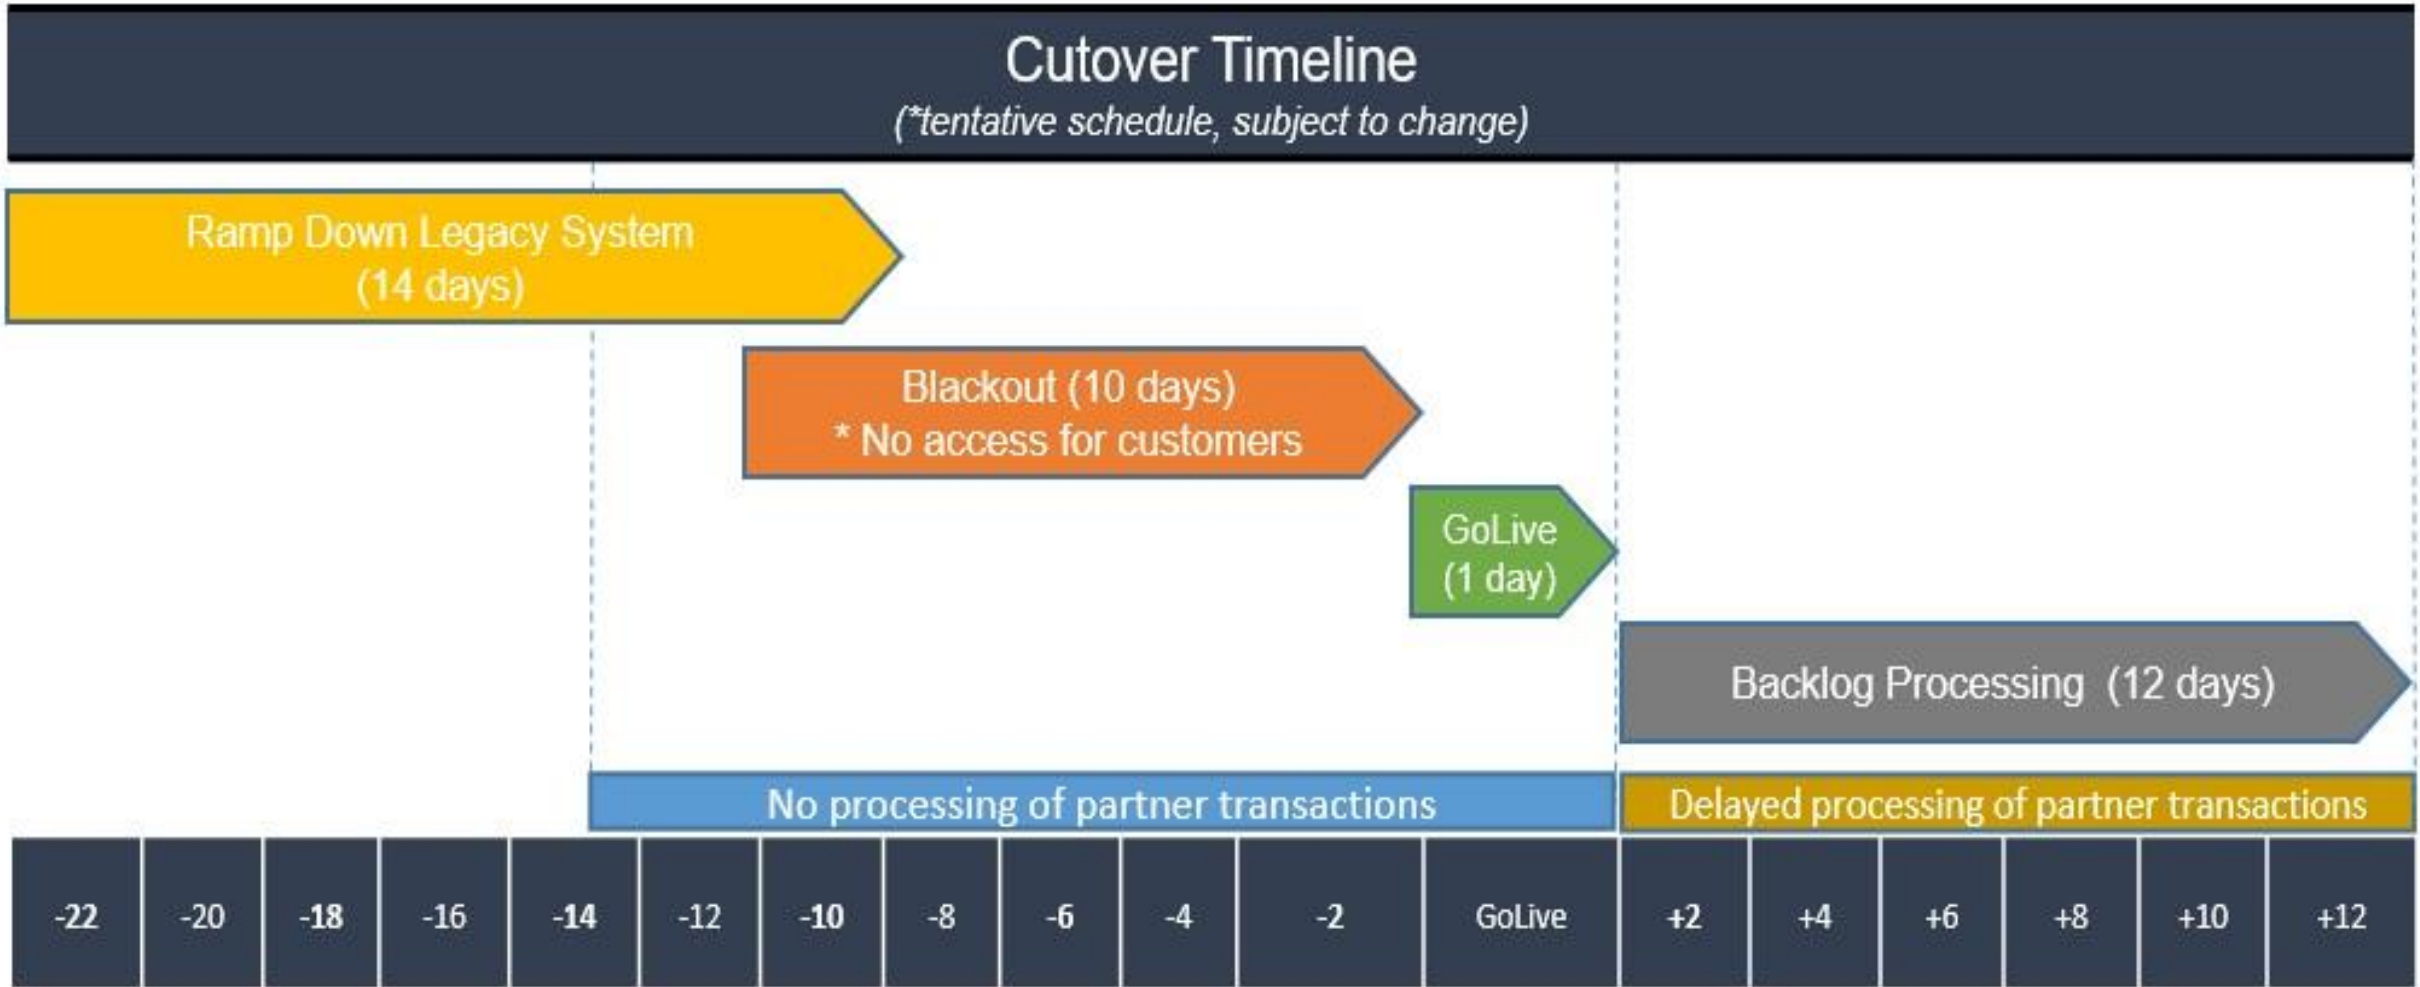 Cutover Timeline
(*tentative schedule, subject to change)
Ramp Down Legacy System
(14 days)
Blackout (10 days)
* No access for customers
GoLive
(1 day)
Backlog Processing (12 days)
No processing of partner transactions
Delayed processing of partner transactions
-22 -20 -18 -16 -14 -12 -10 -8 -6 -4 -2 GoLive +2 +4 +6 +8 +10 +12